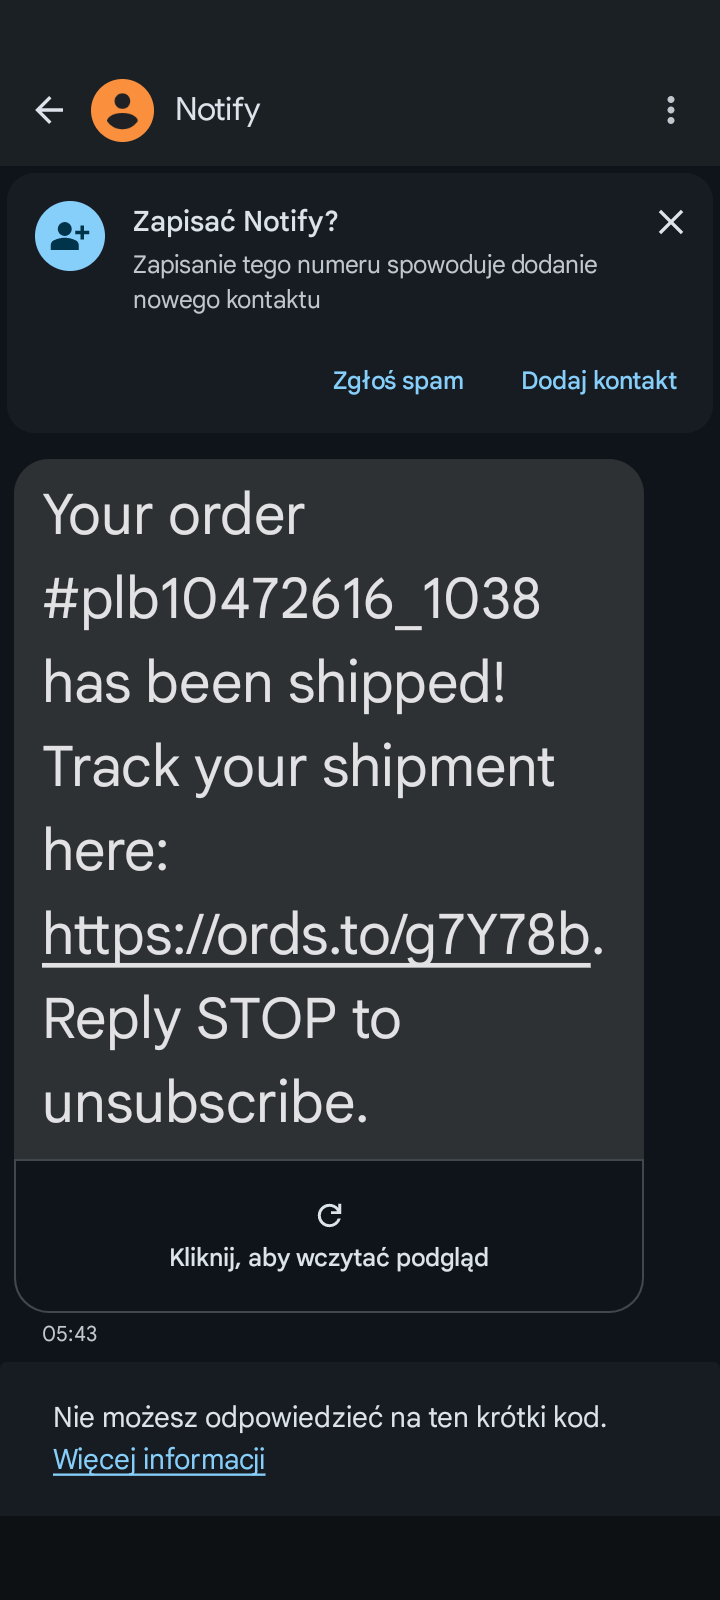 Notify
Zapisać Notify?
Zapisanie tego numeru spowoduje dodanie
nowego kontaktu
Zgłoś spam
Dodaj kontakt
Your order
#plb10472616_1038
has been shipped!
Track your shipment
here:
https://ords.to/g7Y78b.
Reply STOP to
unsubscribe.
Kliknij, aby wczytać podgląd
05:43
Nie możesz odpowiedzieć na ten krótki kod.
Więcej informacji